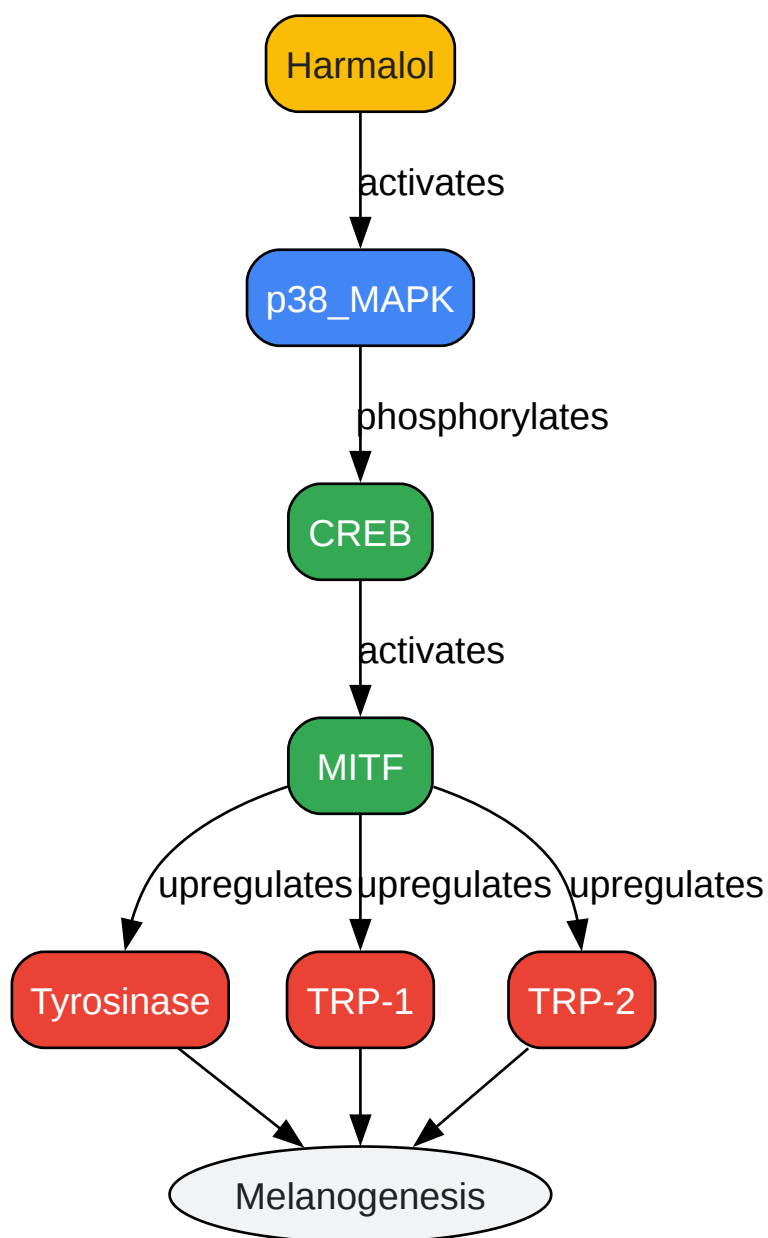 Harmalol
activates
p38_MAPK
phosphorylates
CREB
activates
MITF
upregulates upregulates upregulates
Tyrosinase TRP-1 TRP-2
Melanogenesis